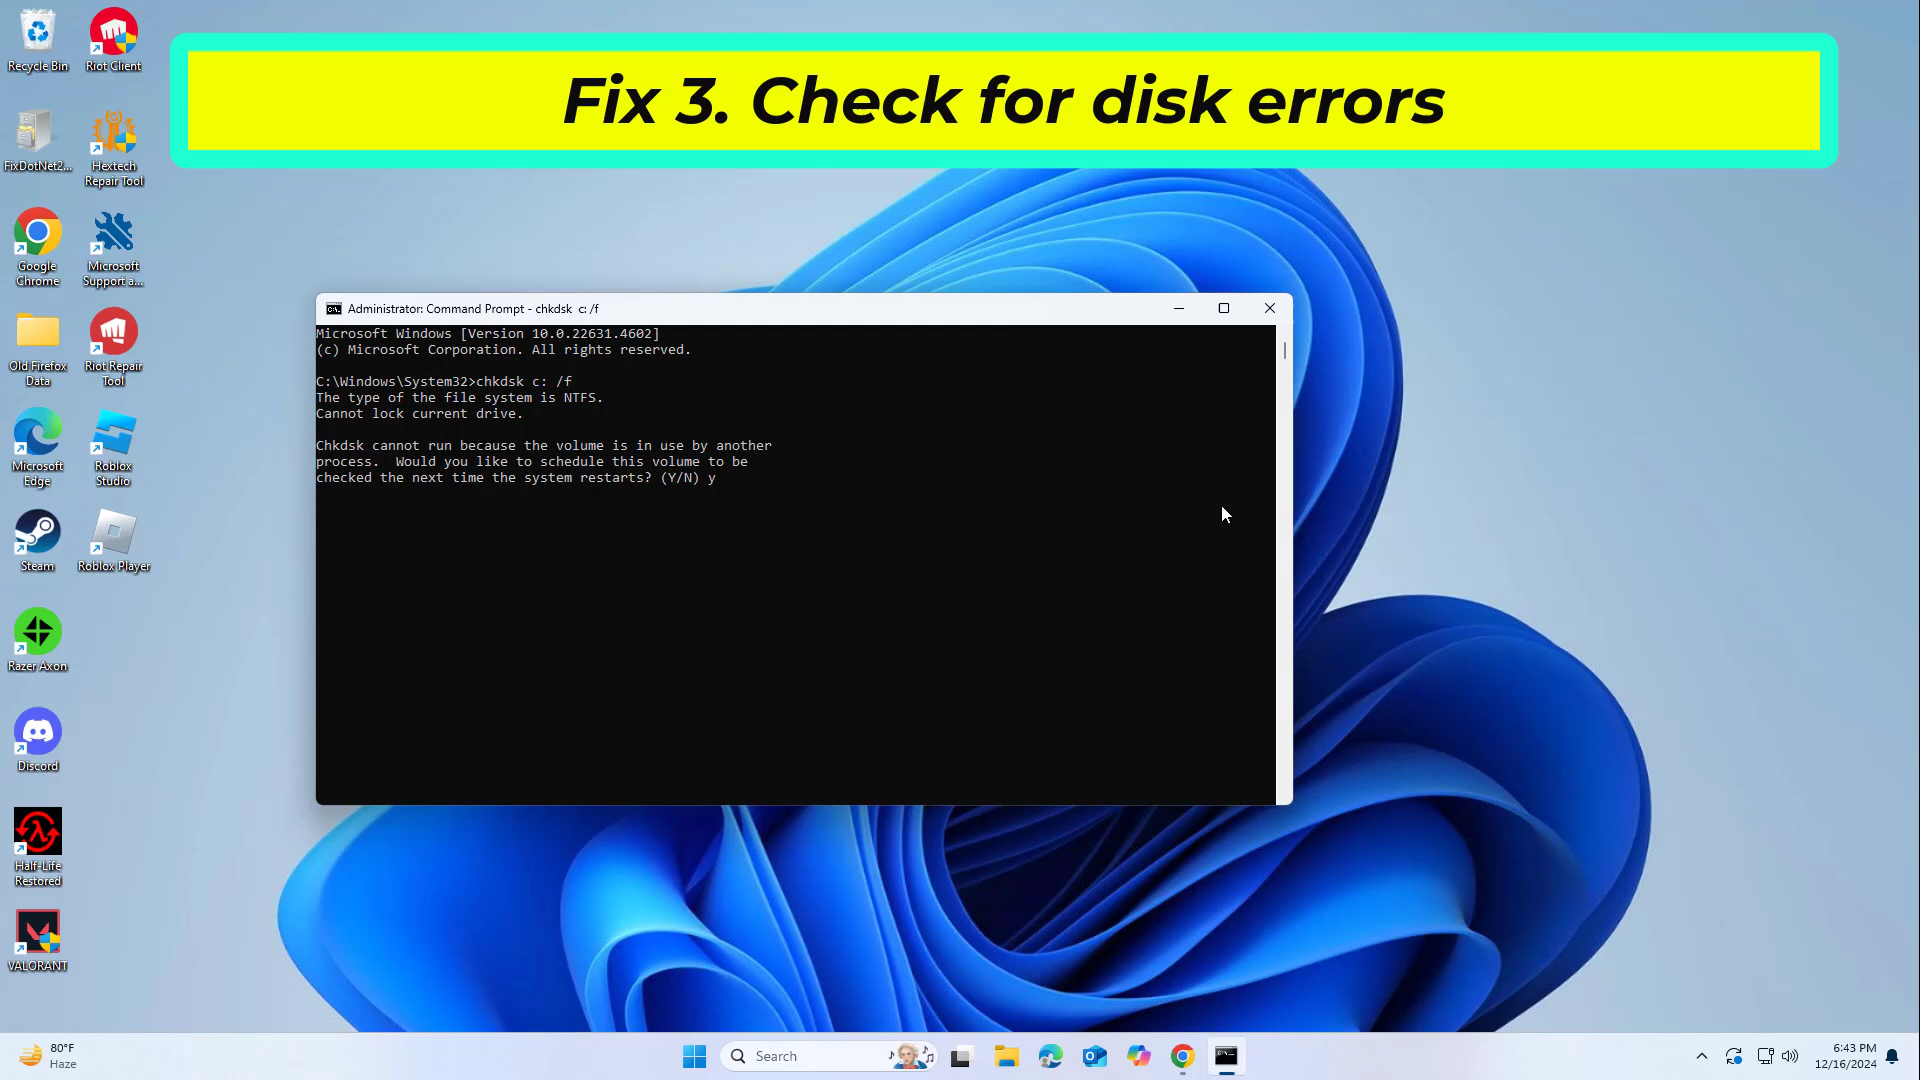 Fix 3. Check for disk errors
Recycle Bin
Riot Client
FixDotNet2...
Hextech
Repair Tool
Google
Chrome
Microsoft
Support a...
Old Firefox
Data
Riot Repair
Tool
Microsoft
Edge
Roblox
Studio
Steam
Roblox Player
Razer Axon
Discord
Half-Life
Restored
VALORANT
Administrator: Command Prompt - chkdsk  c: /f
Microsoft Windows [Version 10.0.22631.4602]
(c) Microsoft Corporation. All rights reserved.
C:\Windows\System32>chkdsk c: /f
The type of the file system is NTFS.
Cannot lock current drive.
Chkdsk cannot run because the volume is in use by another
process.  Would you like to schedule this volume to be
checked the next time the system restarts? (Y/N) y
80°F
Haze
Search
6:43 PM
12/16/2024